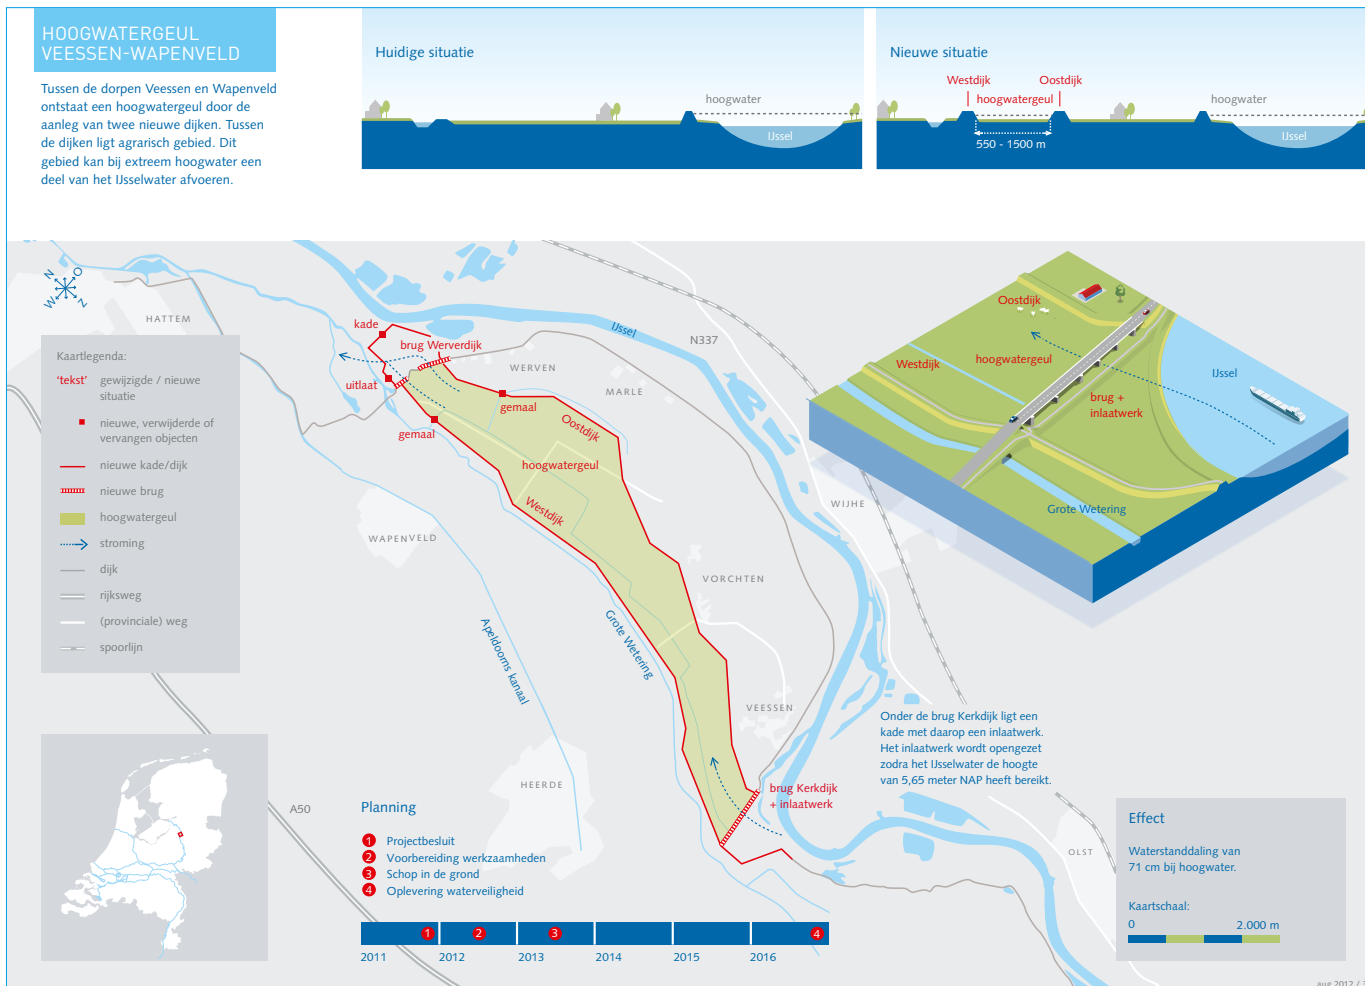 HOOGWATERGEUL
VEESSEN-WAPENVELD
Tussen de dorpen Veessen en Wapenveld
ontstaat een hoogwatergeul door de
aanleg van twee nieuwe dijken. Tussen
de dijken ligt agrarisch gebied. Dit
gebied kan bij extreem hoogwater een
deel van het IJsselwater afvoeren.
Huidige situatie
hoogwater
IJssel
Nieuwe situatie
Westdijk
Oostdijk
hoogwatergeul
550 - 1500 m
hoogwater
IJssel
N
O
W
Z
HATTEM
Kaartlegenda:
'tekst'
gewijzigde / nieuwe
situatie
nieuwe, verwijderde of
vervangen objecten
nieuwe kade/dijk
nieuwe brug
hoogwatergeul
stroming
dijk
rijksweg
(provinciale) weg
spoorlijn
kade
brug Werverdijk
uitlaat
gemaal
gemaal
WERVEN
MARLE
IJssel
N337
Oostdijk
hoogwatergeul
Westdijk
WAPENVELD
WIJHE
VORCHTEN
Grote Wetering
Apeldoorns kanaal
VEESSEN
HEERDE
A50
brug Kerkdijk
+ inlaatwerk
OLST
Oostdijk
Westdijk
hoogwatergeul
IJssel
brug +
inlaatwerk
Grote Wetering
Onder de brug Kerkdijk ligt een
kade met daarop een inlaatwerk.
Het inlaatwerk wordt opengezet
zodra het IJsselwater de hoogte
van 5,65 meter NAP heeft bereikt.
Planning
1 Projectbesluit
2 Voorbereiding werkzaamheden
3 Schop in de grond
4 Oplevering waterveiligheid
1 2 3 4
2011 2012 2013 2014 2015 2016
Effect
Waterstanddaling van
71 cm bij hoogwater.
Kaartschaal:
0 2.000 m
aug 2012 /